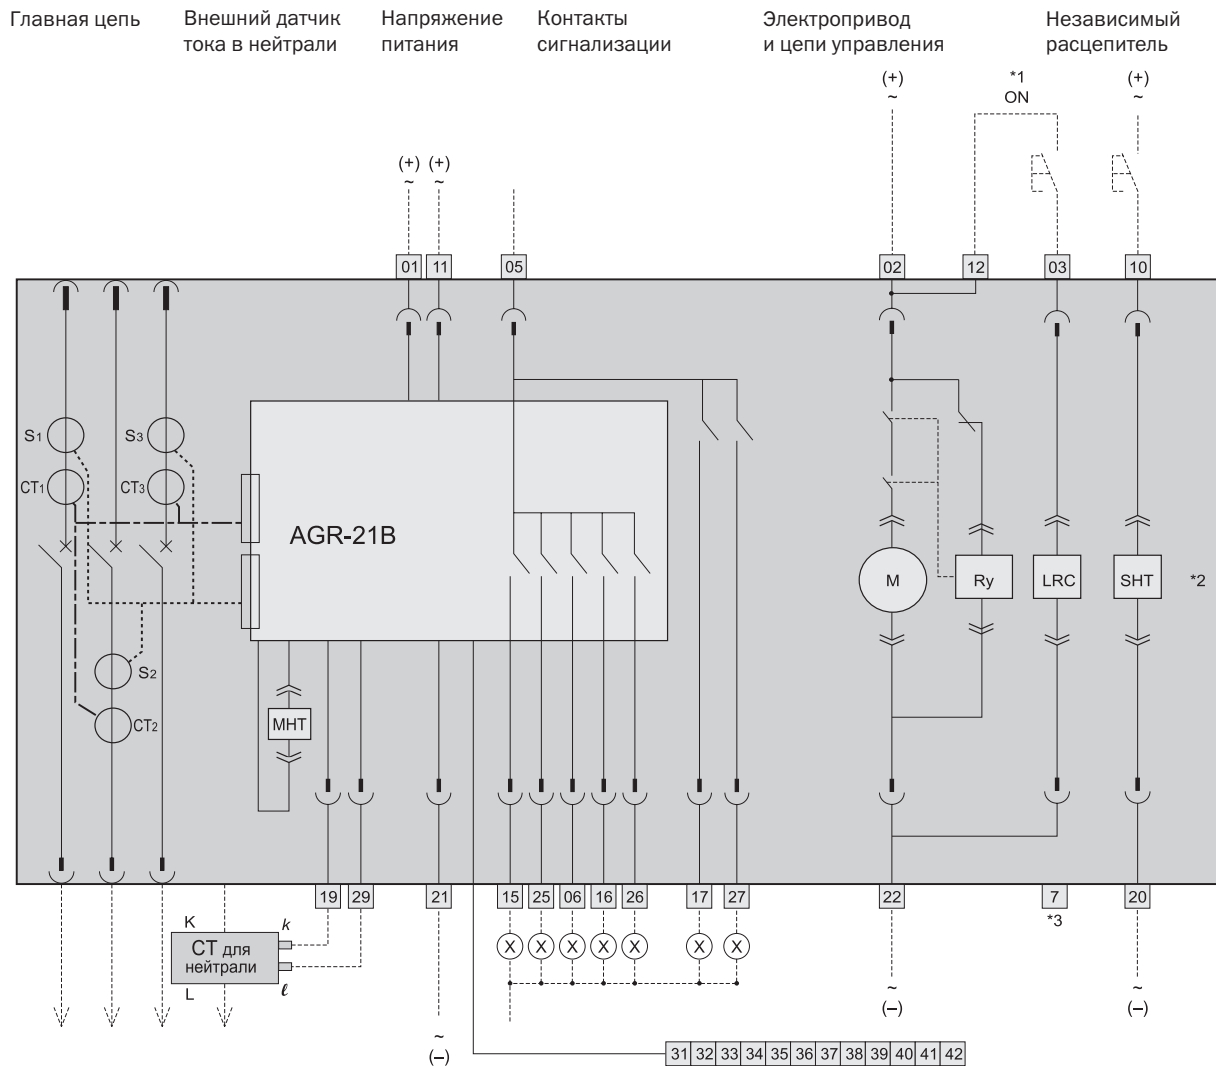 Главная цепь
Внешний датчик
тока в нейтрали
Напряжение
питания
Контакты
сигнализации
Электропривод
и цепи управления
Независимый
расцепитель
(+)
~
*1
ON
(+)
~
(+) (+)
~ ~
01 11 05 02 12 03 10
S1 S3
CT1 CT3
AGR-21B
M Ry LRC SHT *2
S2
CT2
MHT
19 29 21 15 25 06 16 26 17 27 22 7 20
*3
K k
CT для
нейтрали
L ℓ
X X X X X X X
~
(–)
~
(–)
~
(–)
31 32 33 34 35 36 37 38 39 40 41 42